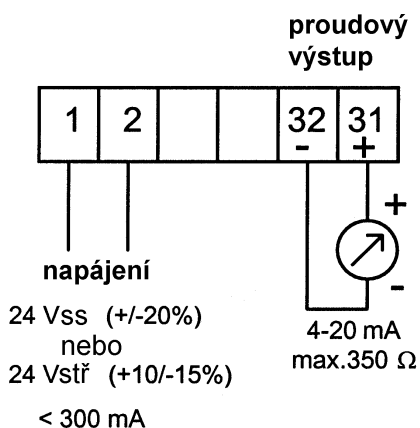 proudový
výstup
1 2 32 31
- +
+
-
napájení
24 Vss (+/-20%)
nebo
24 Vstř (+10/-15%)
< 300 mA
4-20 mA
max.350 Ω